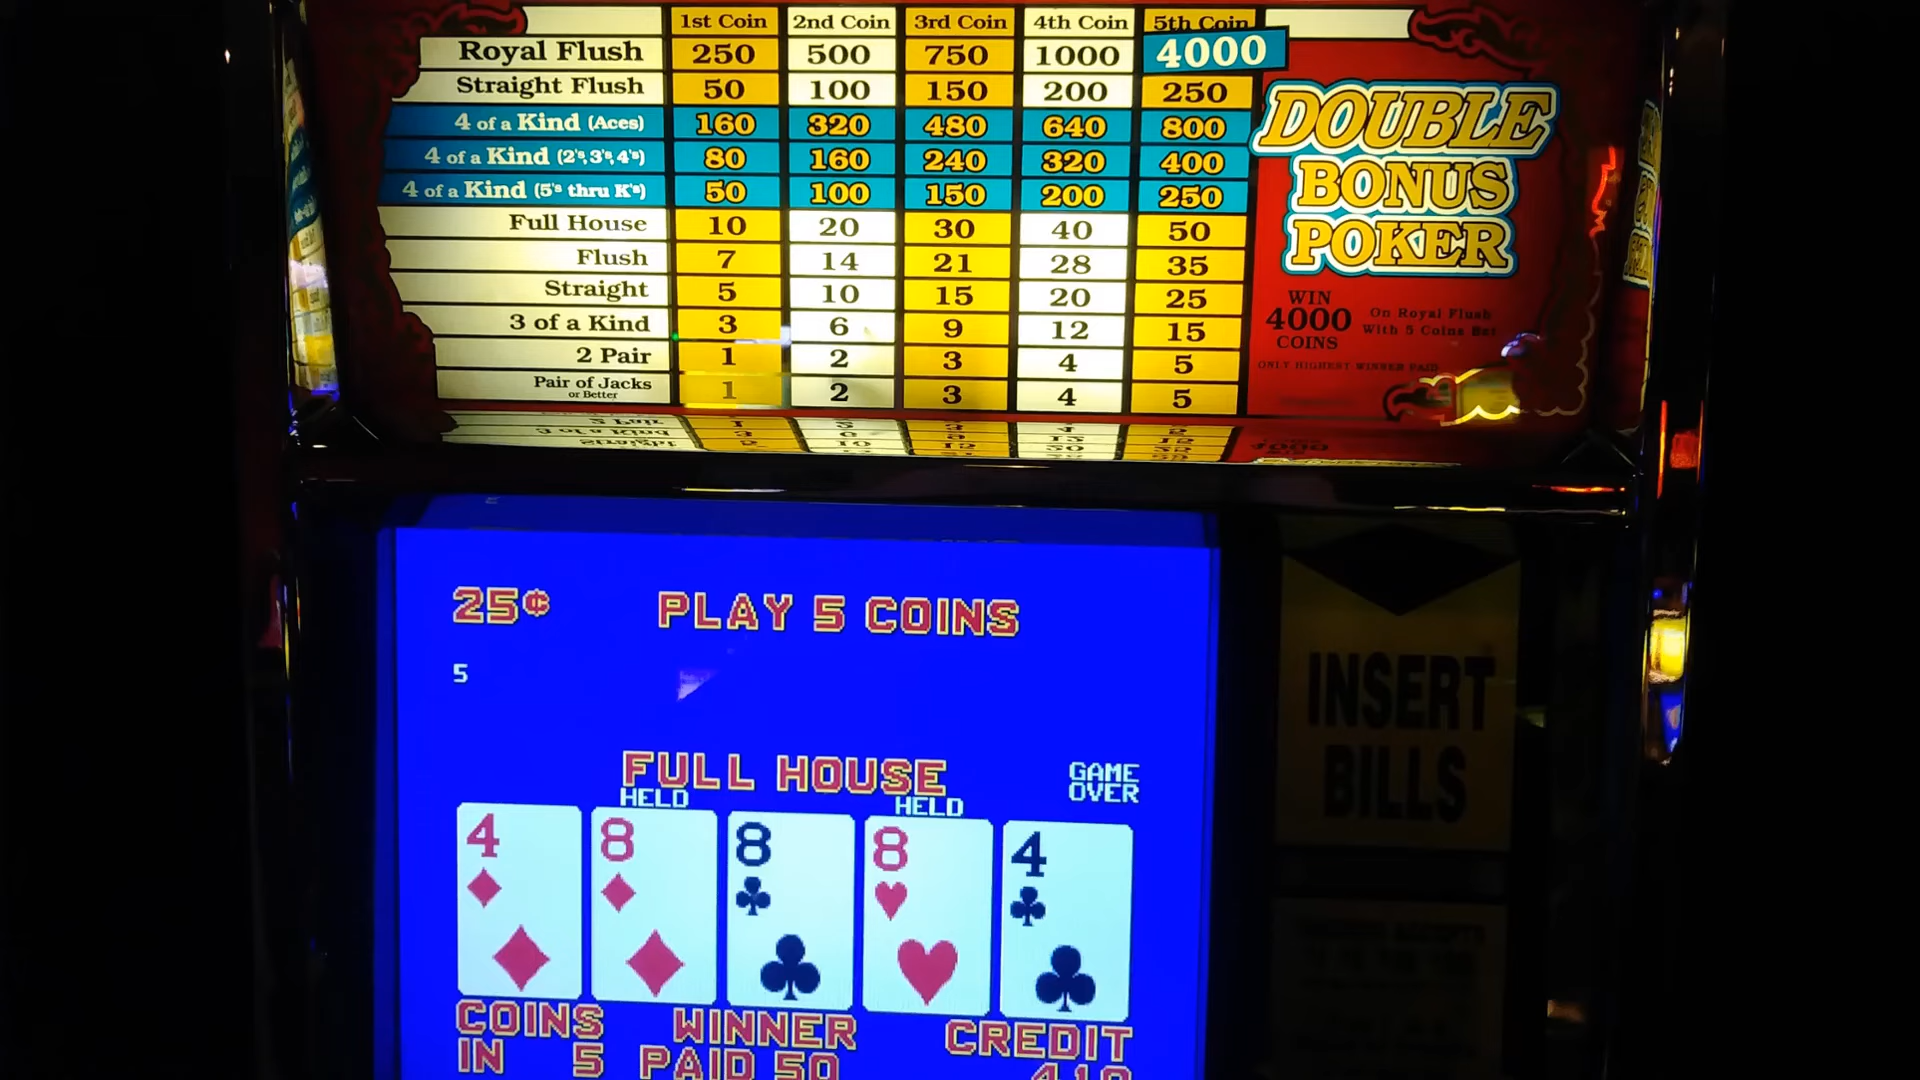 1st Coin 2nd Coin 3rd Coin 4th Coin 5th Coin
Royal Flush 250 500 750 1000 4000
Straight Flush 50 100 150 200 250
4 of a Kind (Aces) 160 320 480 640 800
4 of a Kind (2's, 3's, 4's) 80 160 240 320 400
4 of a Kind (5's thru K's) 50 100 150 200 250
Full House 10 20 30 40 50
Flush 7 14 21 28 35
Straight 5 10 15 20 25
3 of a Kind 3 6 9 12 15
2 Pair 1 2 3 4 5
Pair of Jacks or Better 1 2 3 4 5
DOUBLE
BONUS
POKER
WIN
4000
COINS
On Royal Flush
With 5 Coins Bet
ONLY HIGHEST WINNER PAID
25¢ PLAY 5 COINS
5
FULL HOUSE
GAME
OVER
HELD HELD
4 8 8 8 4
COINS WINNER CREDIT
IN 5 PAID 50
INSERT
BILLS